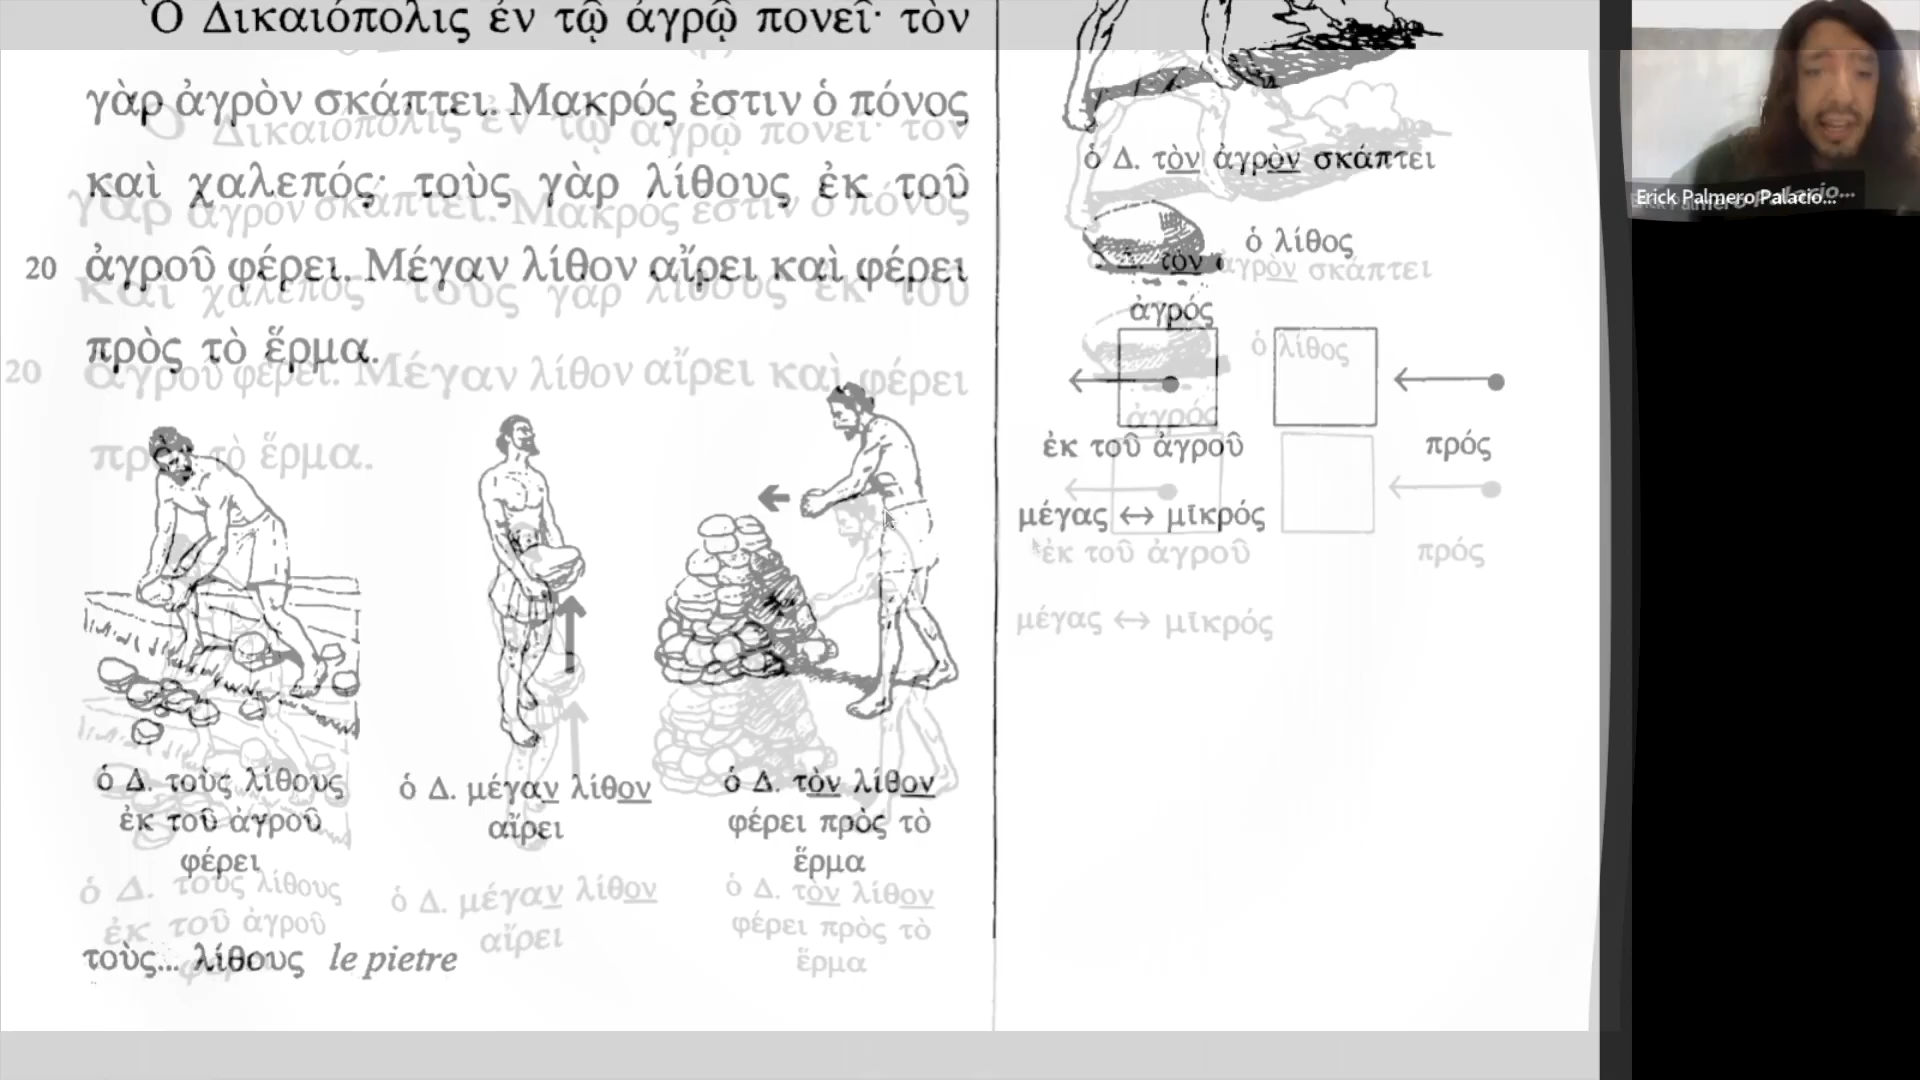 Ὁ Δικαιόπολις ἐν τῷ ἀγρῷ πονεῖ· τὸν
γὰρ ἀγρὸν σκάπτει. Μακρός ἐστιν ὁ πόνος
καὶ χαλεπός· τοὺς γὰρ λίθους ἐκ τοῦ
20 ἀγροῦ φέρει. Μέγαν λίθον αἴρει καὶ φέρει
πρὸς τὸ ἕρμα.
ὁ Δ. τοὺς λίθους
ἐκ τοῦ ἀγροῦ
φέρει
ὁ Δ. μέγαν λίθον
αἴρει
ὁ Δ. τὸν λίθον
φέρει πρὸς τὸ
ἕρμα
τοὺς... λίθους le pietre
ὁ Δ. τὸν ἀγρὸν σκάπτει
ὁ λίθος
ἀγρός
ἐκ τοῦ ἀγροῦ
πρός
μέγας ↔ μῑκρός
Erick Palmero Palacio...